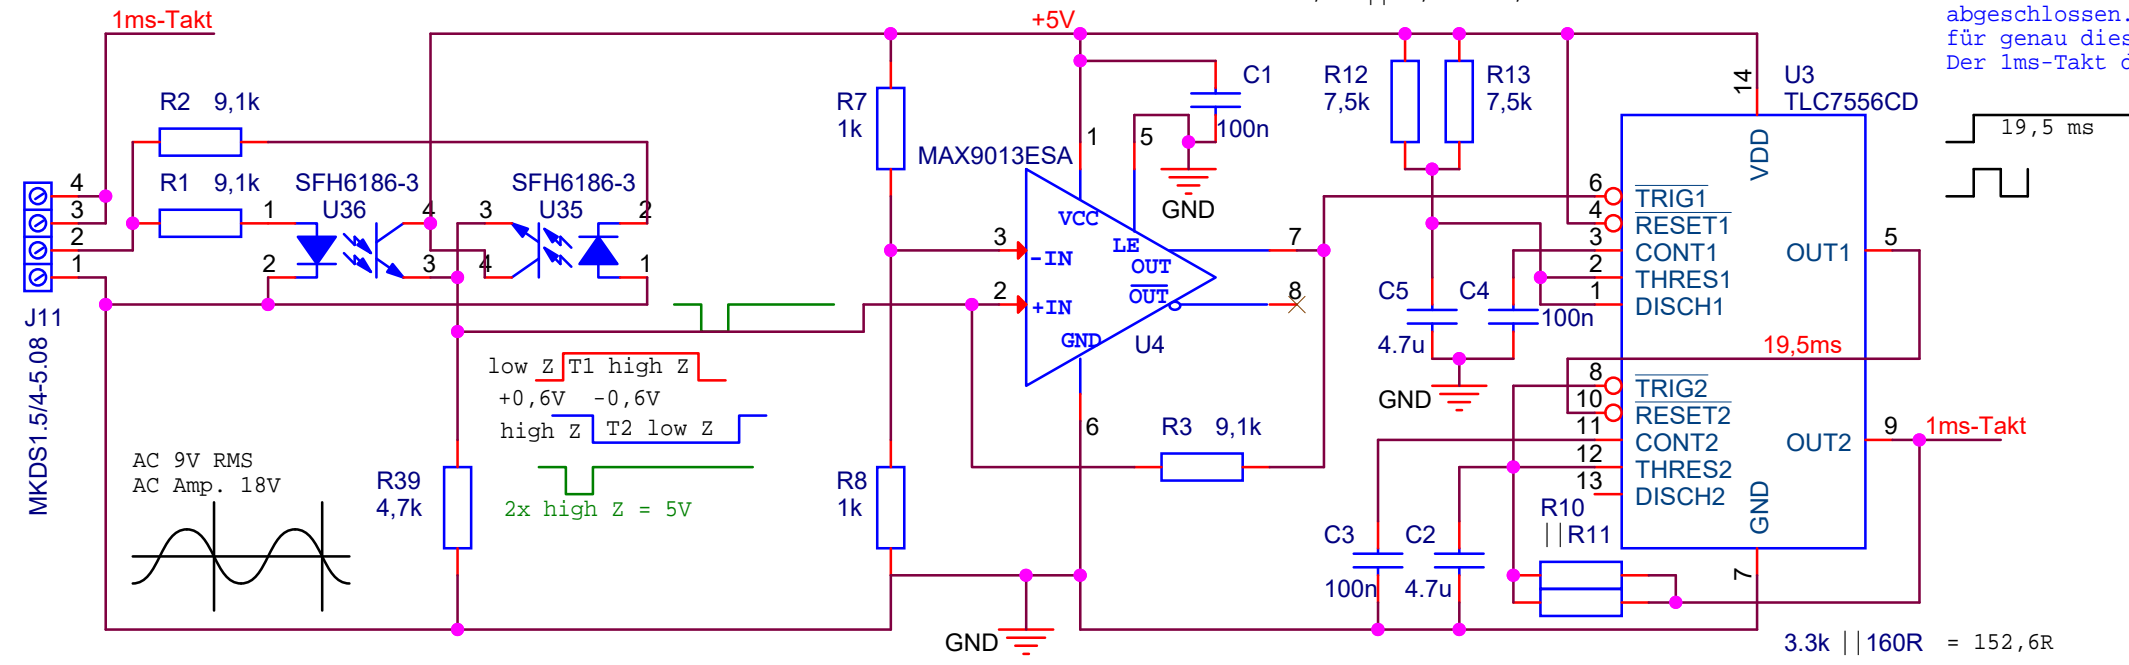 1ms-Takt
+5V
abgeschlossen.
für genau dies
Der 1ms-Takt d
R2 9,1k
R1 9,1k
SFH6186-3
U36
SFH6186-3
U35
4
3
2
1
1
2
4
3
3
4
2
1
J11
MKDS1.5/4-5.08
R7
1k
C1
100n
MAX9013ESA
1
5
VCC
LE
GND
3
-IN
2
+IN
OUT
OUT
GND
7
8
U4
6
R3 9,1k
R12
7,5k
R13
7,5k
U3
TLC7556CD
14
VDD
19,5 ms
6
TRIG1
4
RESET1
3
CONT1
2
THRES1
1
DISCH1
OUT1
5
C5
4.7u
C4
100n
GND
19,5ms
8
TRIG2
10
RESET2
11
CONT2
12
THRES2
13
DISCH2
OUT2
9
1ms-Takt
GND
7
low Z T1 high Z
+0,6V -0,6V
high Z T2 low Z
2x high Z = 5V
AC 9V RMS
AC Amp. 18V
R39
4,7k
R8
1k
GND
C3
100n
C2
4.7u
R10
||R11
3.3k ||160R = 152,6R